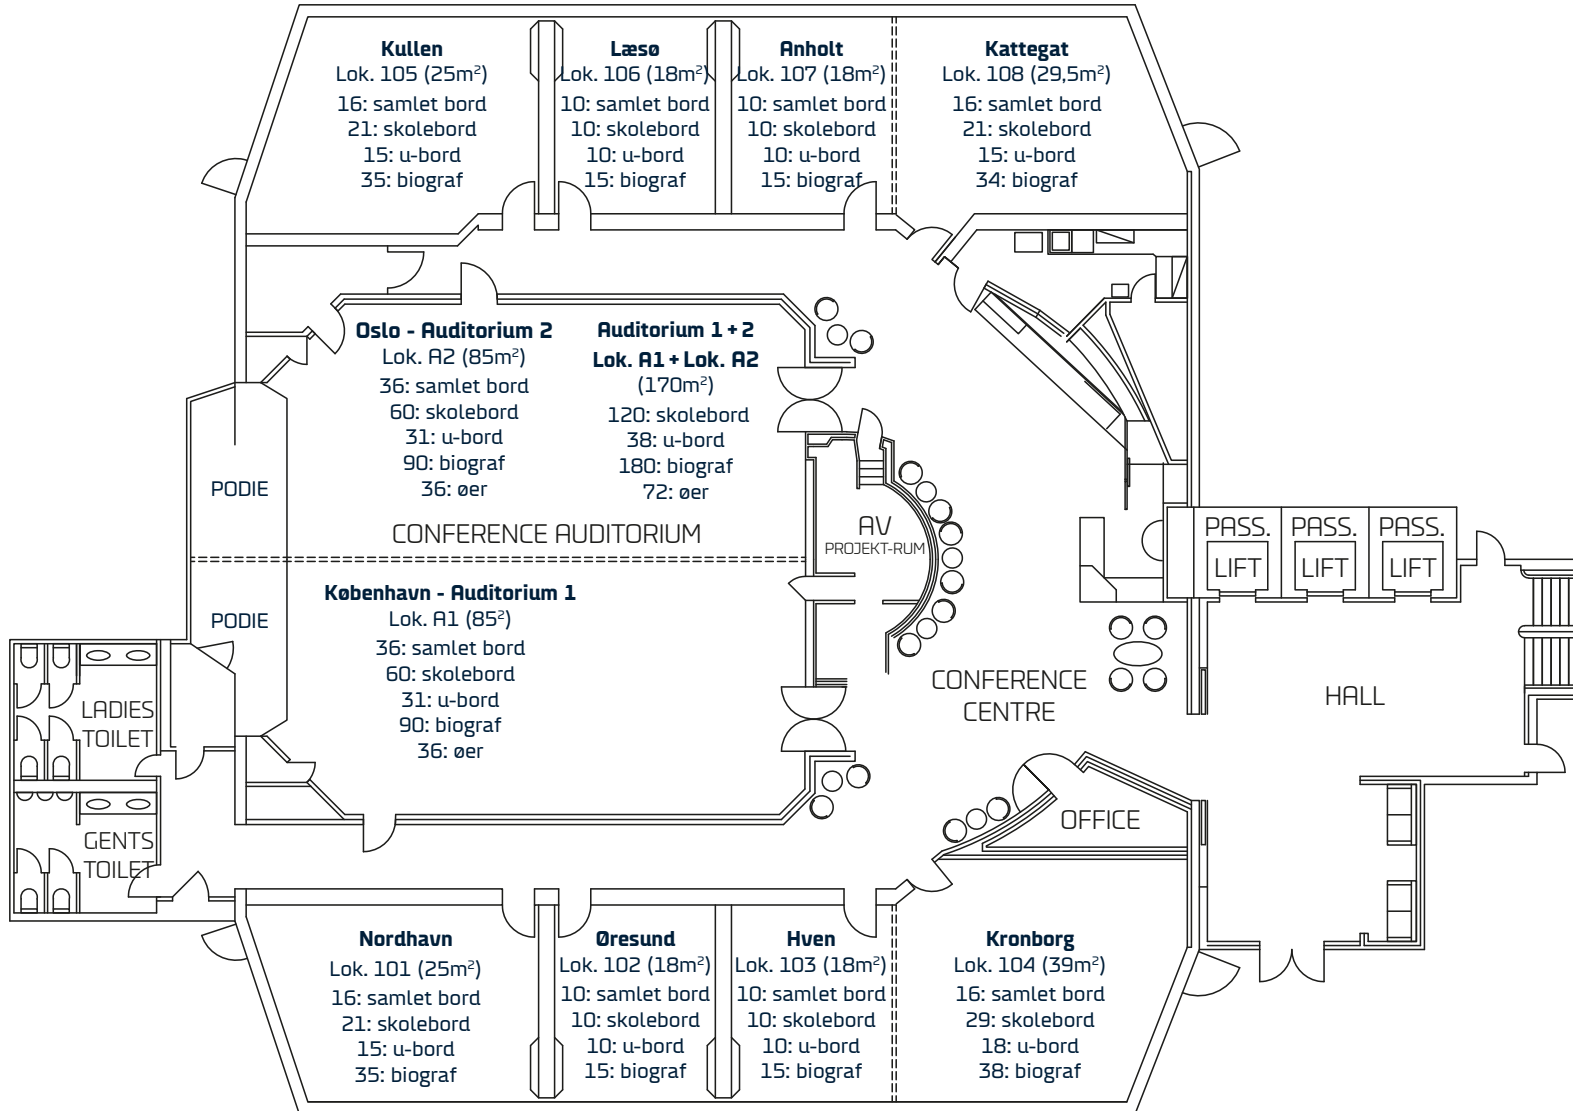 Kullen
Lok. 105 (25m²)
16: samlet bord
21: skolebord
15: u-bord
35: biograf
Læsø
Lok. 106 (18m²)
10: samlet bord
10: skolebord
10: u-bord
15: biograf
Anholt
Lok. 107 (18m²)
10: samlet bord
10: skolebord
10: u-bord
15: biograf
Kattegat
Lok. 108 (29,5m²)
16: samlet bord
21: skolebord
15: u-bord
34: biograf
Oslo - Auditorium 2
Lok. A2 (85m²)
36: samlet bord
60: skolebord
31: u-bord
90: biograf
36: øer
Auditorium 1 + 2
Lok. A1 + Lok. A2
(170m²)
120: skolebord
38: u-bord
180: biograf
72: øer
PODIE
CONFERENCE AUDITORIUM
AV
PROJEKT-RUM
PASS.
LIFT
PASS.
LIFT
PASS.
LIFT
København - Auditorium 1
Lok. A1 (85²)
36: samlet bord
60: skolebord
31: u-bord
90: biograf
36: øer
PODIE
LADIES
TOILET
GENTS
TOILET
CONFERENCE
CENTRE
HALL
OFFICE
Nordhavn
Lok. 101 (25m²)
16: samlet bord
21: skolebord
15: u-bord
35: biograf
Øresund
Lok. 102 (18m²)
10: samlet bord
10: skolebord
10: u-bord
15: biograf
Hven
Lok. 103 (18m²)
10: samlet bord
10: skolebord
10: u-bord
15: biograf
Kronborg
Lok. 104 (39m²)
16: samlet bord
29: skolebord
18: u-bord
38: biograf